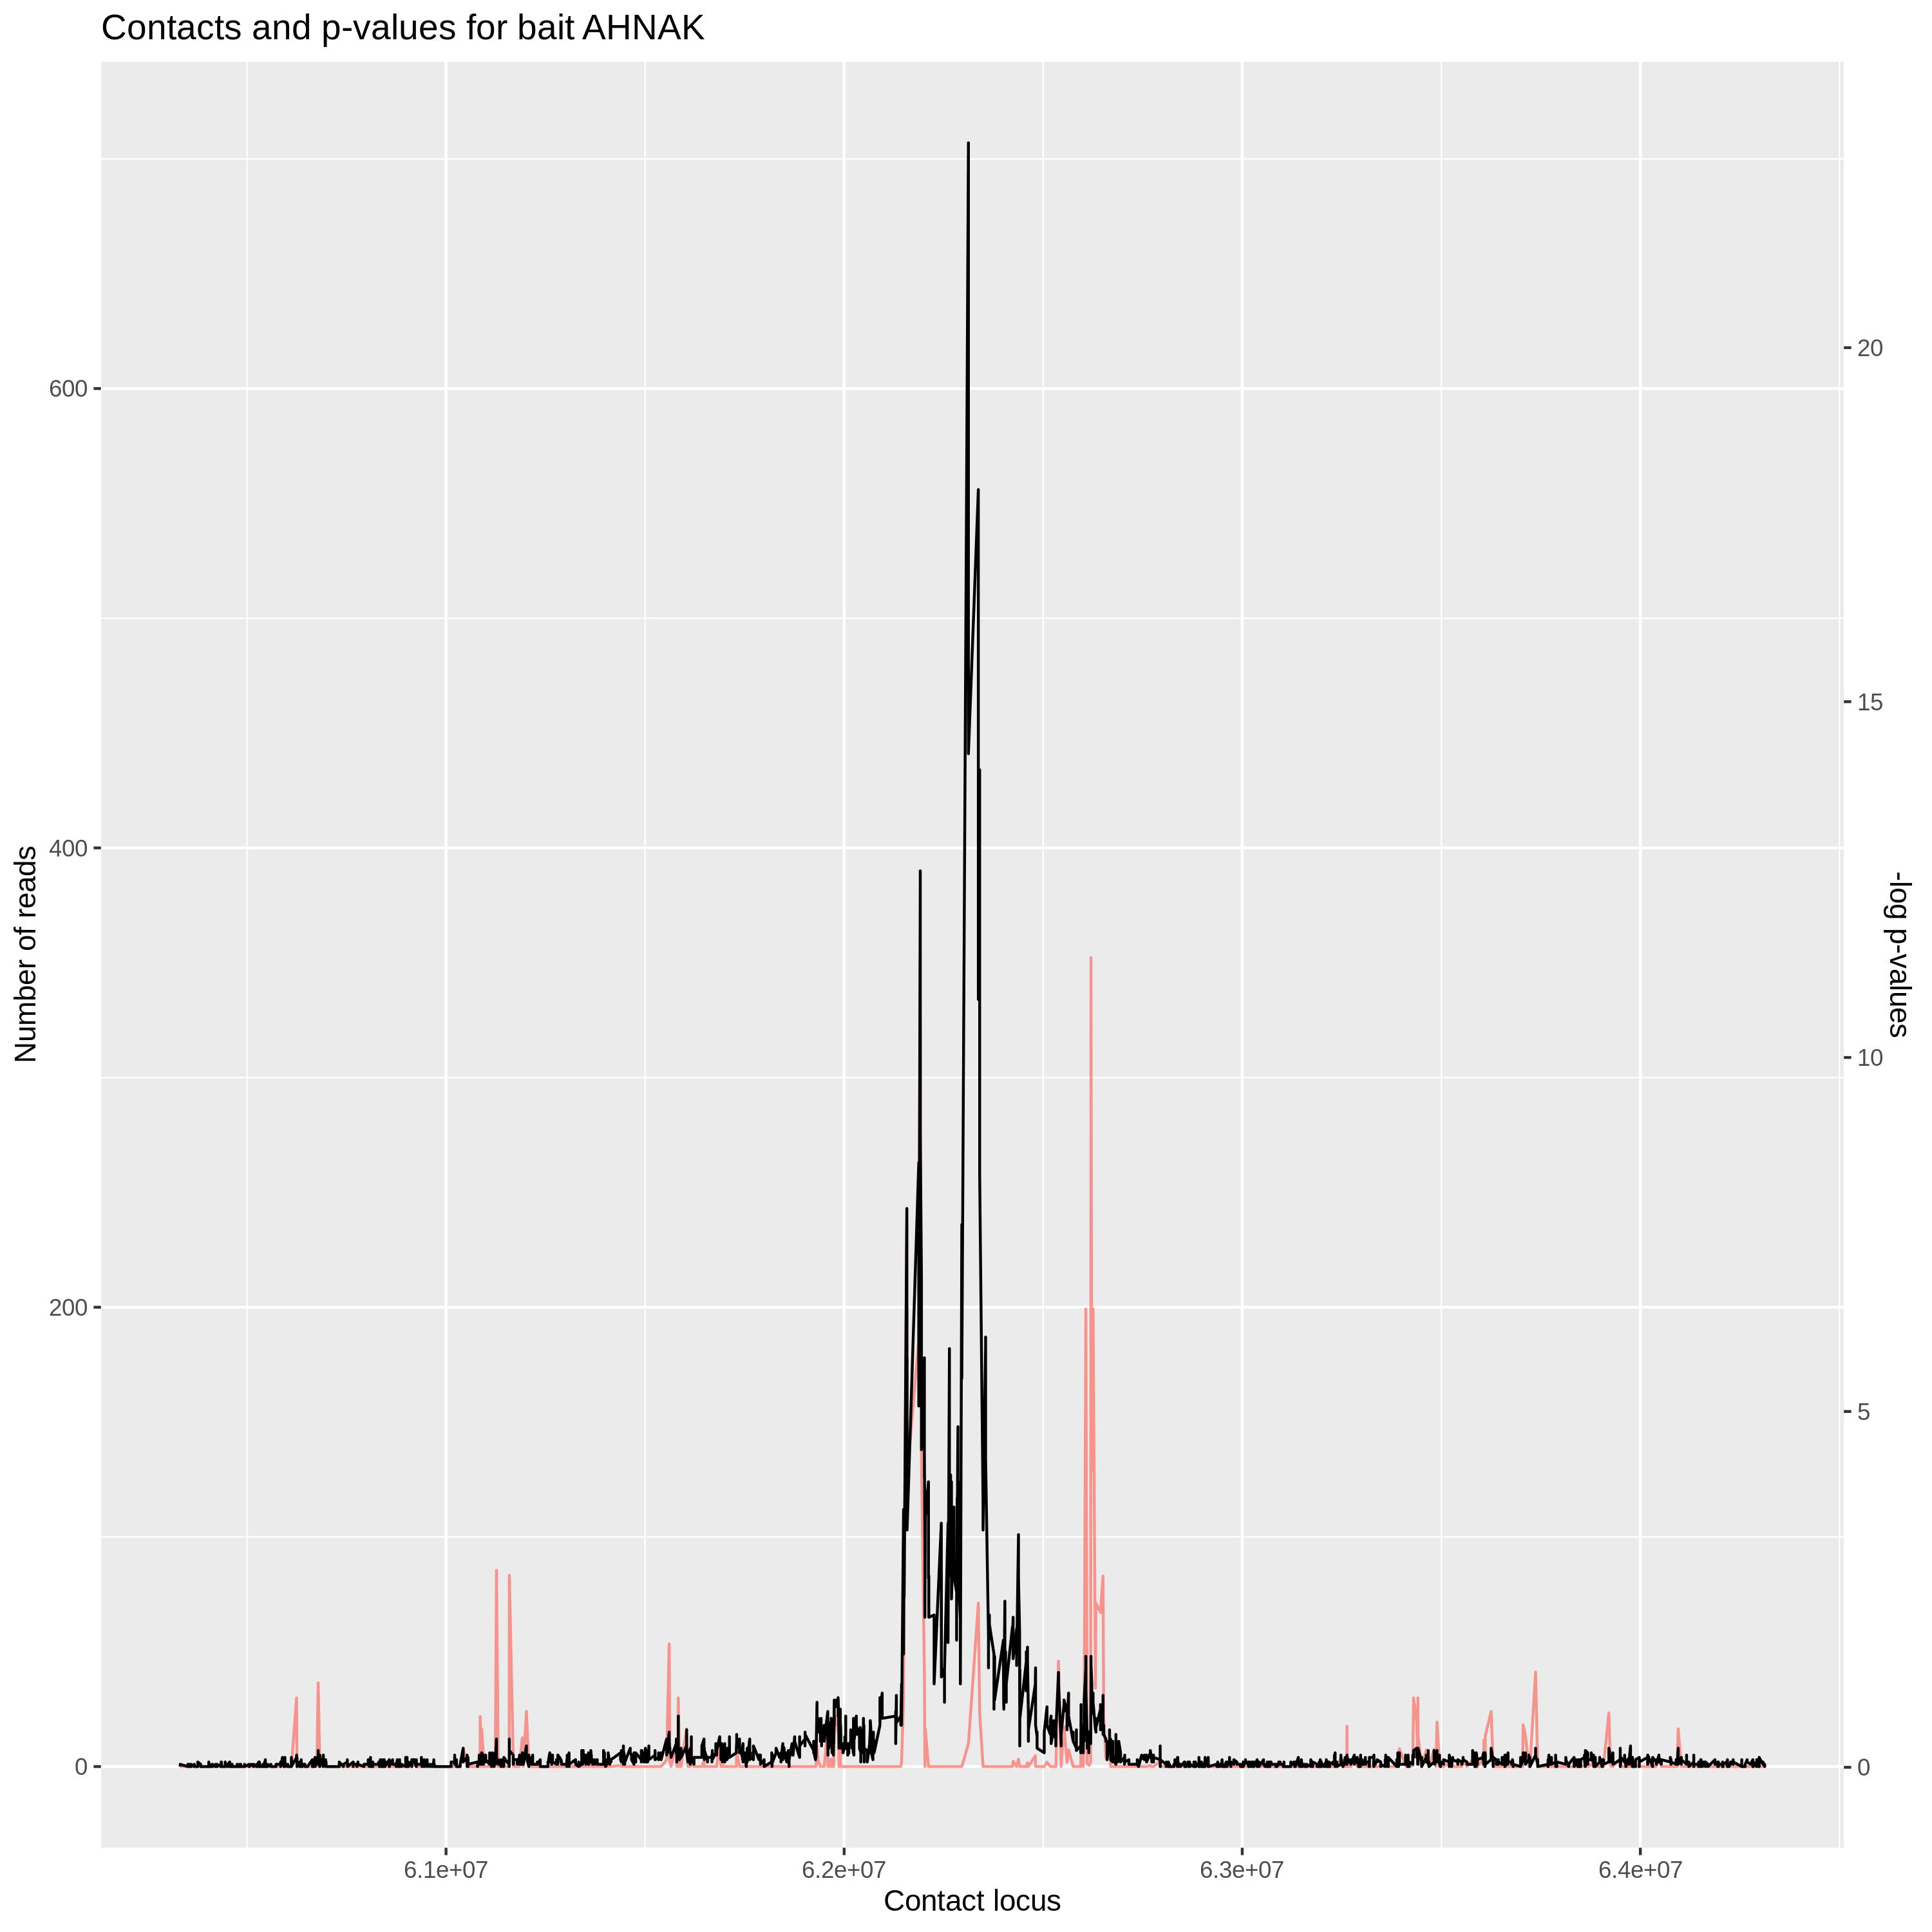 Contacts and p-values for bait AHNAK
Number of reads
600
400
200
0
20
15
10
5
0
-log p-values
6.1e+07 6.2e+07 6.3e+07 6.4e+07
Contact locus